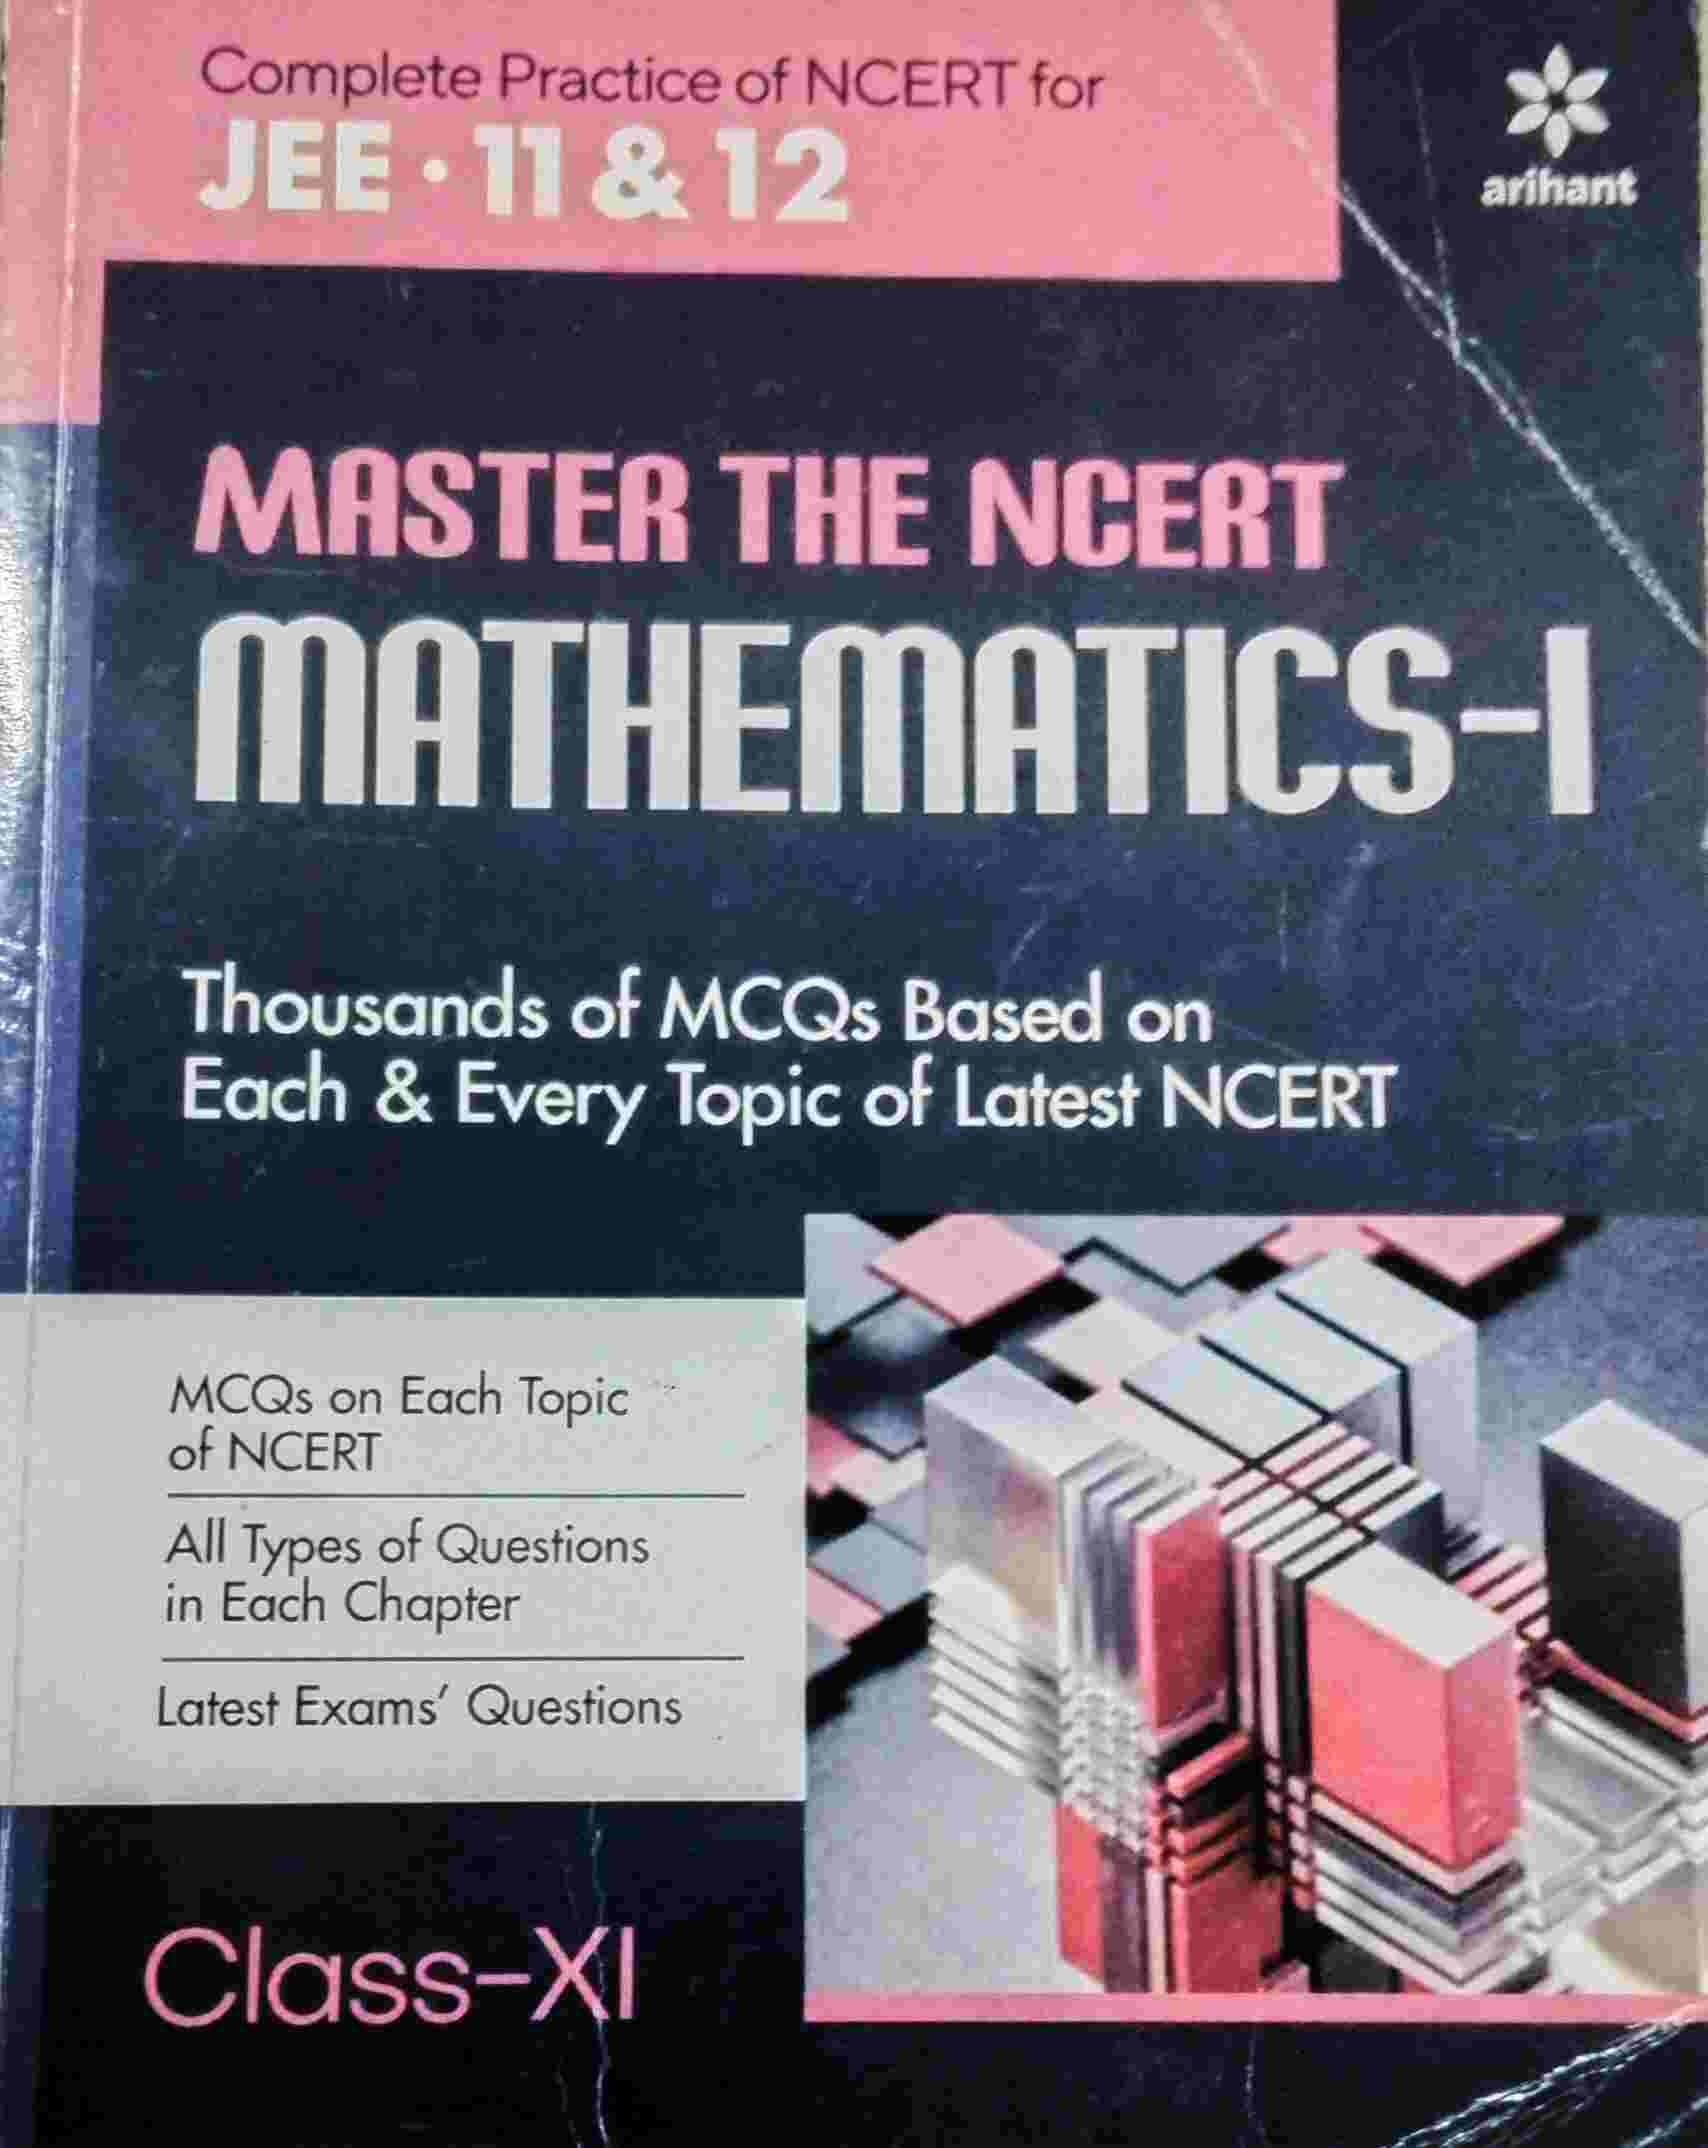 Complete Practice of NCERT for
JEE • 11 & 12
arihant
MASTER THE NCERT
MATHEMATICS-I
Thousands of MCQs Based on
Each & Every Topic of Latest NCERT
MCQs on Each Topic
of NCERT
All Types of Questions
in Each Chapter
Latest Exams' Questions
Class-XI